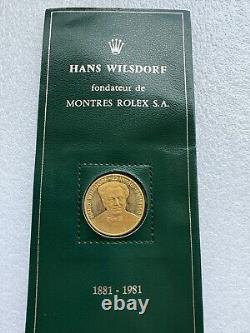 HANS WILSDORF
fondateur de
MONTRES ROLEX S.A.
1881 - 1981